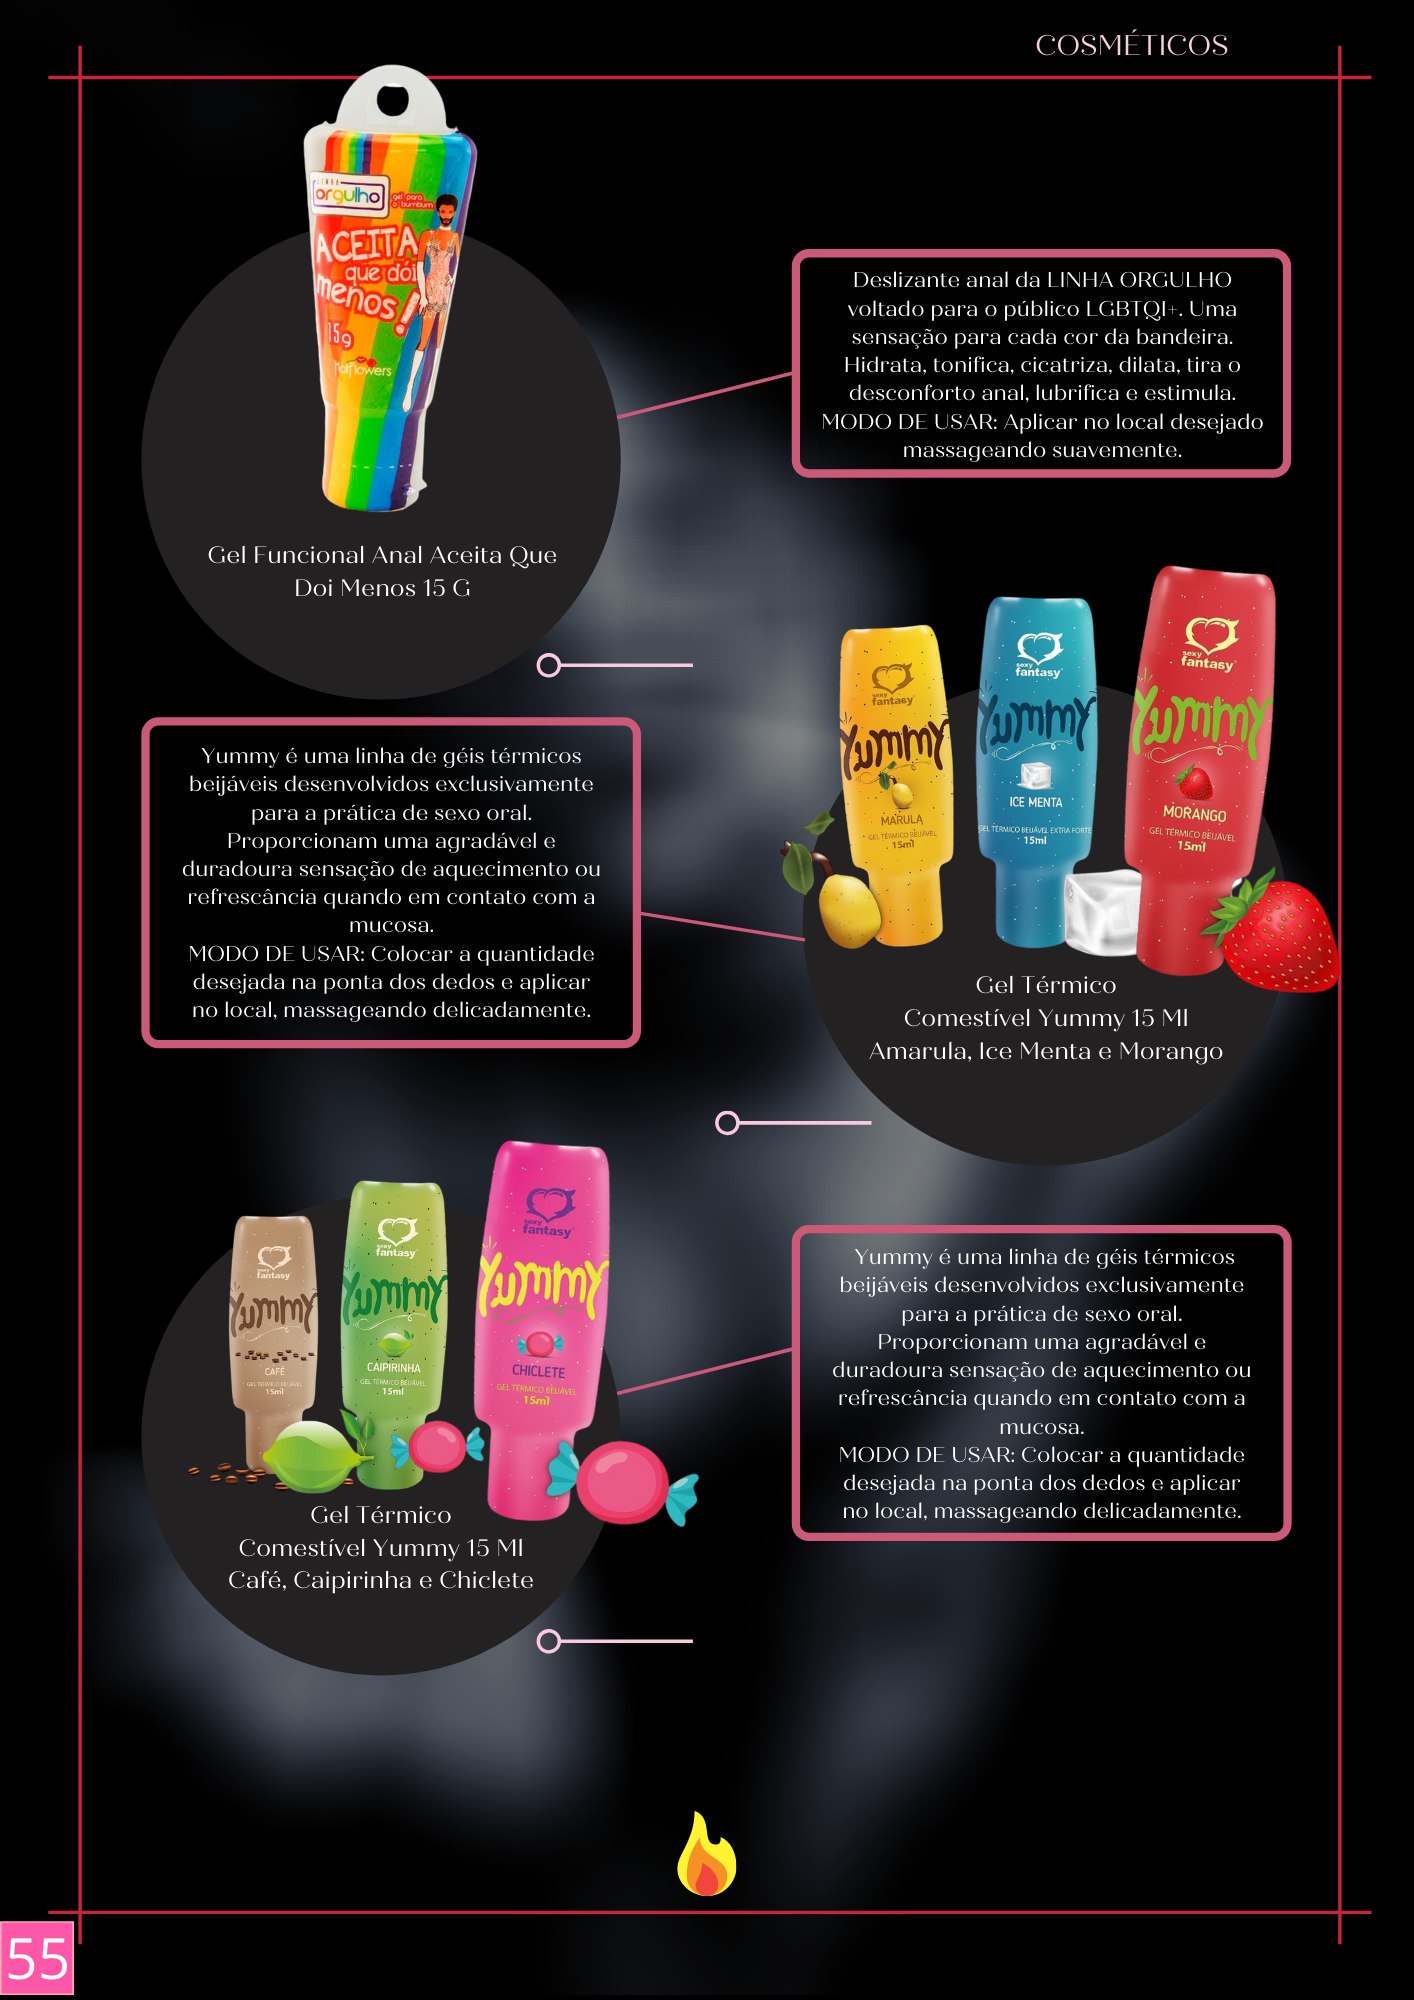 COSMÉTICOS
LINHA
orgulho
gel para
o bumbum
ACEITA
que dói
menos!
15g
HotFlowers
Deslizante anal da LINHA ORGULHO
voltado para o público LGBTQI+. Uma
sensação para cada cor da bandeira.
Hidrata, tonifica, cicatriza, dilata, tira o
desconforto anal, lubrifica e estimula.
MODO DE USAR: Aplicar no local desejado
massageando suavemente.
Gel Funcional Anal Aceita Que
Doi Menos 15 G
sexy
fantasy
Yummy
MARULA
GEL TÉRMICO BEIJÁVEL
15ml
sexy
fantasy
Yummy
ICE MENTA
GEL TÉRMICO BEIJÁVEL EXTRA FORTE
15ml
sexy
fantasy
Yummy
MORANGO
GEL TÉRMICO BEIJÁVEL
15ml
Yummy é uma linha de géis térmicos
beijáveis desenvolvidos exclusivamente
para a prática de sexo oral.
Proporcionam uma agradável e
duradoura sensação de aquecimento ou
refrescância quando em contato com a
mucosa.
MODO DE USAR: Colocar a quantidade
desejada na ponta dos dedos e aplicar
no local, massageando delicadamente.
Gel Térmico
Comestível Yummy 15 Ml
Amarula, Ice Menta e Morango
sexy
fantasy
Yummy
CAFÉ
GEL TÉRMICO BEIJÁVEL
15ml
sexy
fantasy
Yummy
CAIPIRINHA
GEL TÉRMICO BEIJÁVEL
15ml
sexy
fantasy
Yummy
CHICLETE
GEL TÉRMICO BEIJÁVEL
15ml
Yummy é uma linha de géis térmicos
beijáveis desenvolvidos exclusivamente
para a prática de sexo oral.
Proporcionam uma agradável e
duradoura sensação de aquecimento ou
refrescância quando em contato com a
mucosa.
MODO DE USAR: Colocar a quantidade
desejada na ponta dos dedos e aplicar
no local, massageando delicadamente.
Gel Térmico
Comestível Yummy 15 Ml
Café, Caipirinha e Chiclete
55